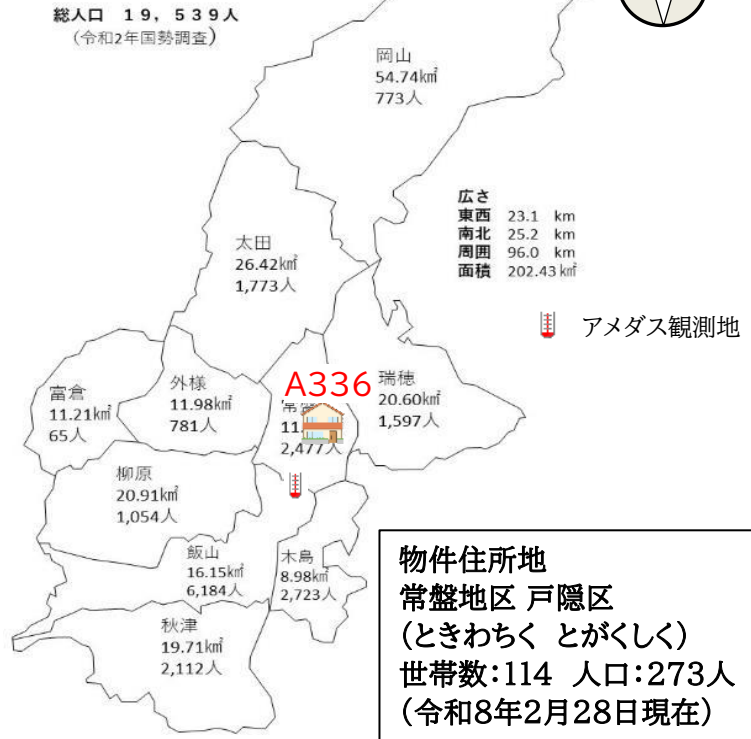 総人口 19,539人
(令和2年国勢調査)
岡山
54.74㎢
773人
広さ
東西 23.1 km
南北 25.2 km
周囲 96.0 km
面積 202.43㎢
太田
26.42㎢
1,773人
アメダス観測地
A336
瑞穂
20.60㎢
1,597人
外様
11.98㎢
781人
富倉
11.21㎢
65人
常盤
11.
2,477人
柳原
20.91㎢
1,054人
飯山
16.15㎢
6,184人
木島
8.98㎢
2,723人
秋津
19.71㎢
2,112人
物件住所地
常盤地区 戸隠区
(ときわちく とがくしく)
世帯数:114 人口:273人
(令和8年2月28日現在)